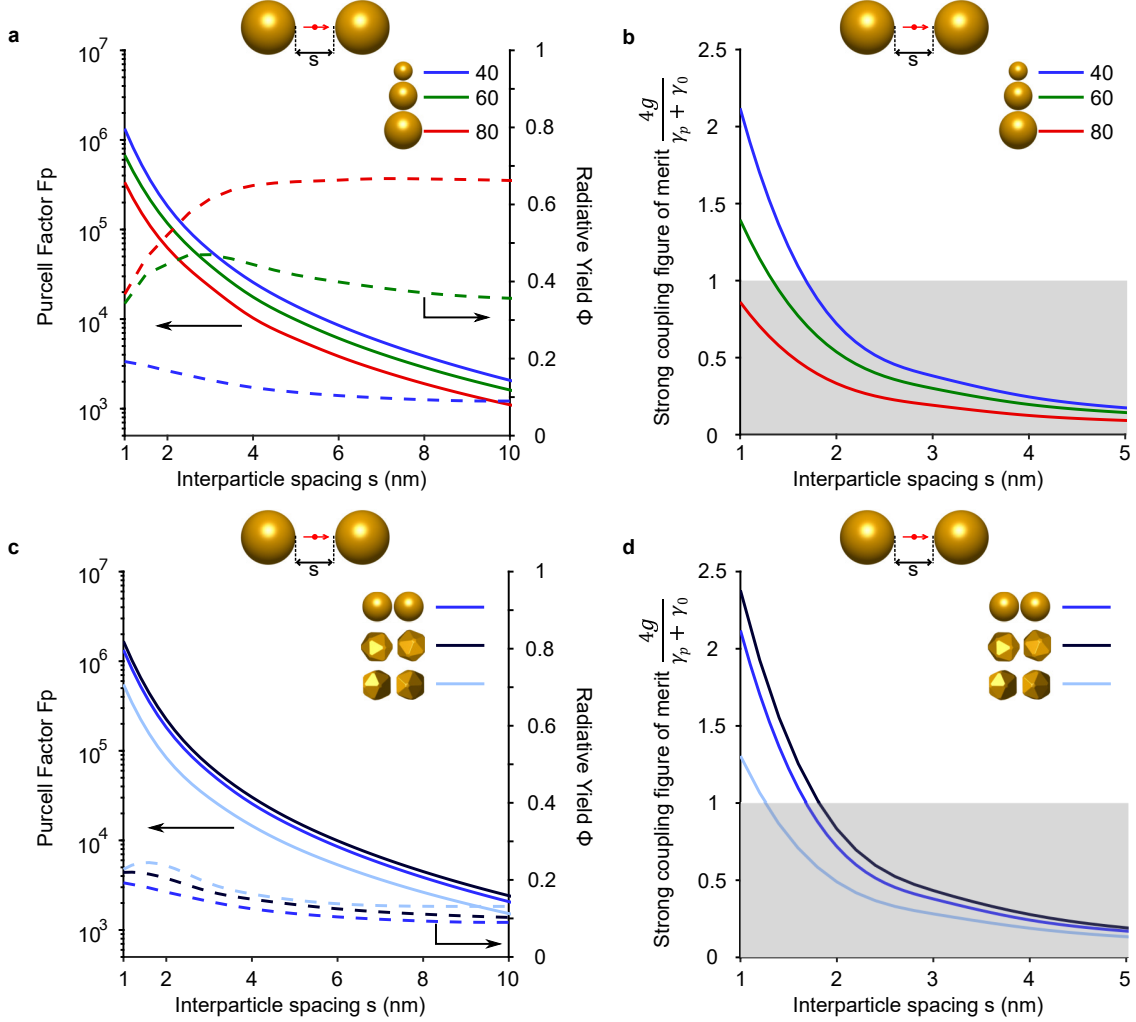 a
s
Purcell Factor Fp
10^7
10^6
10^5
10^4
10^3
1
0.8
0.6
0.4
0.2
0
Radiative Yield Φ
40
60
80
1 2 4 6 8 10
Interparticle spacing s (nm)
b
s
Strong coupling figure of merit 4g / (γ_p + γ_0)
2.5
2
1.5
1
0.5
0
40
60
80
1 2 3 4 5
Interparticle spacing s (nm)
c
s
Purcell Factor Fp
10^7
10^6
10^5
10^4
10^3
1
0.8
0.6
0.4
0.2
0
Radiative Yield Φ
1 2 4 6 8 10
Interparticle spacing s (nm)
d
s
Strong coupling figure of merit 4g / (γ_p + γ_0)
2.5
2
1.5
1
0.5
0
1 2 3 4 5
Interparticle spacing s (nm)